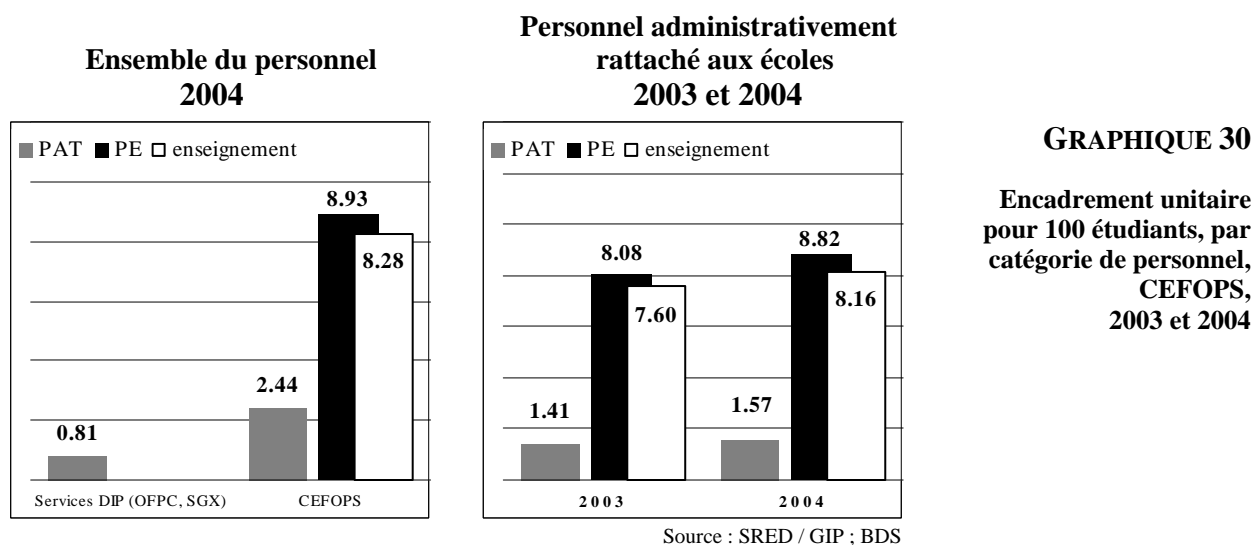 Ensemble du personnel
2004
PAT PE enseignement
8.93
8.28
2.44
0.81
Services DIP (OFPC, SGX) CEFOPS
Personnel administrativement
rattaché aux écoles
2003 et 2004
PAT PE enseignement
8.08
8.82
7.60
8.16
1.41
1.57
2003 2004
Source : SRED / GIP ; BDS
GRAPHIQUE 30
Encadrement unitaire
pour 100 étudiants, par
catégorie de personnel,
CEFOPS,
2003 et 2004